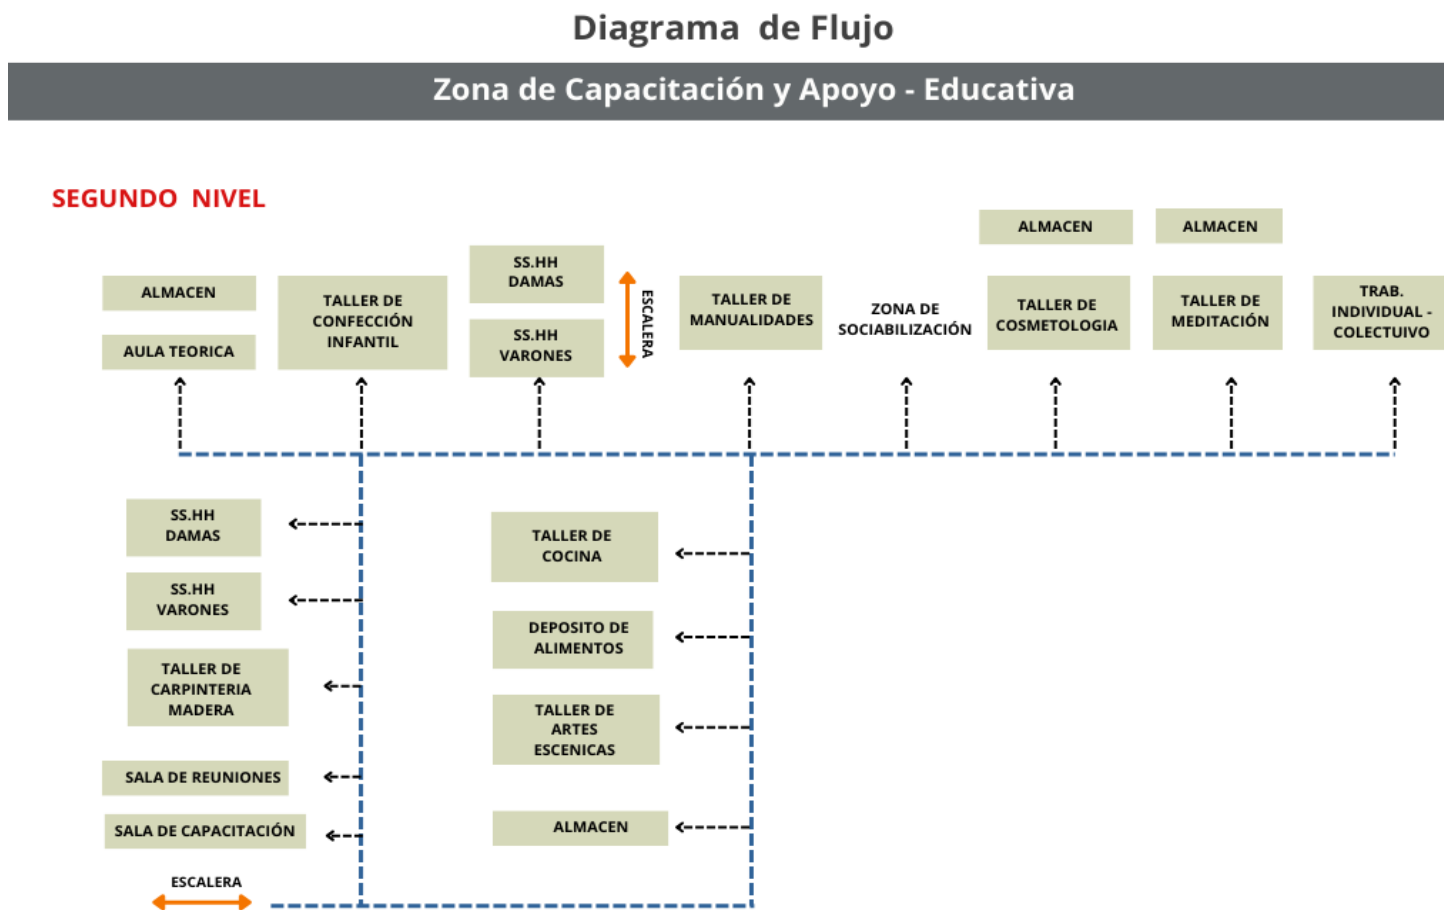 Diagrama de Flujo
Zona de Capacitación y Apoyo - Educativa
SEGUNDO NIVEL
ALMACEN
AULA TEORICA
TALLER DE
CONFECCIÓN
INFANTIL
SS.HH
DAMAS
SS.HH
VARONES
ESCALERA
TALLER DE
MANUALIDADES
ZONA DE
SOCIABILIZACIÓN
ALMACEN
TALLER DE
COSMETOLOGIA
ALMACEN
TALLER DE
MEDITACIÓN
TRAB.
INDIVIDUAL -
COLECTUIVO
SS.HH
DAMAS
SS.HH
VARONES
TALLER DE
CARPINTERIA
MADERA
SALA DE REUNIONES
SALA DE CAPACITACIÓN
ESCALERA
TALLER DE
COCINA
DEPOSITO DE
ALIMENTOS
TALLER DE
ARTES
ESCENICAS
ALMACEN